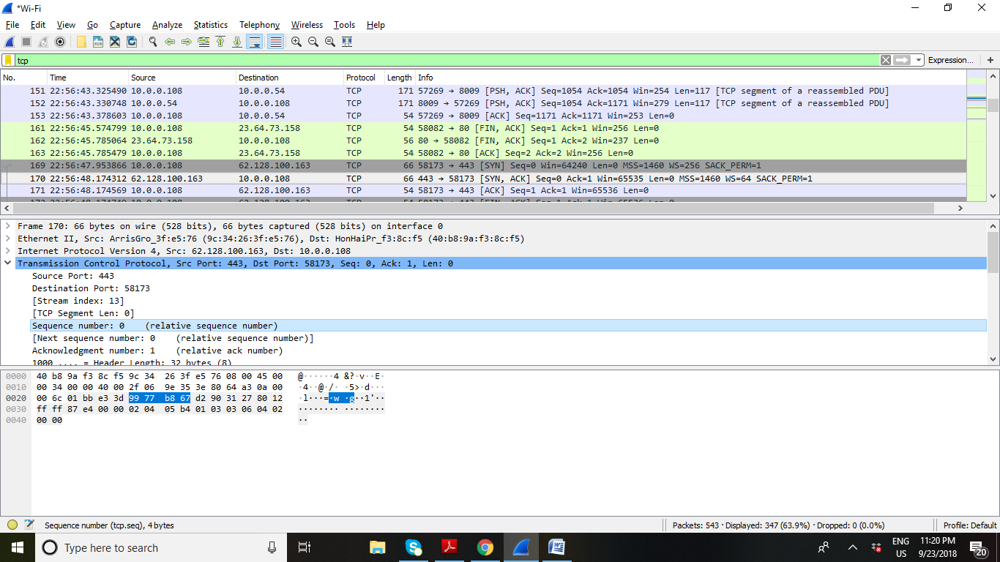 *Wi-Fi
File Edit View Go Capture Analyze Statistics Telephony Wireless Tools Help
tcp
Expression... +
No. Time Source Destination Protocol Length Info
151 22:56:43.325490 10.0.0.108 10.0.0.54 TCP 171 57269 → 8009 [PSH, ACK] Seq=1054 Ack=1054 Win=254 Len=117 [TCP segment of a reassembled PDU]
152 22:56:43.330748 10.0.0.54 10.0.0.108 TCP 171 8009 → 57269 [PSH, ACK] Seq=1054 Ack=1171 Win=279 Len=117 [TCP segment of a reassembled PDU]
153 22:56:43.378603 10.0.0.108 10.0.0.54 TCP 54 57269 → 8009 [ACK] Seq=1171 Ack=1171 Win=253 Len=0
161 22:56:45.574799 10.0.0.108 23.64.73.158 TCP 54 58082 → 80 [FIN, ACK] Seq=1 Ack=1 Win=256 Len=0
162 22:56:45.785064 23.64.73.158 10.0.0.108 TCP 56 80 → 58082 [FIN, ACK] Seq=1 Ack=2 Win=237 Len=0
163 22:56:45.785479 10.0.0.108 23.64.73.158 TCP 54 58082 → 80 [ACK] Seq=2 Ack=2 Win=256 Len=0
169 22:56:47.953866 10.0.0.108 62.128.100.163 TCP 66 58173 → 443 [SYN] Seq=0 Win=64240 Len=0 MSS=1460 WS=256 SACK_PERM=1
170 22:56:48.174312 62.128.100.163 10.0.0.108 TCP 66 443 → 58173 [SYN, ACK] Seq=0 Ack=1 Win=65535 Len=0 MSS=1460 WS=64 SACK_PERM=1
171 22:56:48.174569 10.0.0.108 62.128.100.163 TCP 54 58173 → 443 [ACK] Seq=1 Ack=1 Win=65536 Len=0
Frame 170: 66 bytes on wire (528 bits), 66 bytes captured (528 bits) on interface 0
Ethernet II, Src: ArrisGro_3f:e5:76 (9c:34:26:3f:e5:76), Dst: HonHaiPr_f3:8c:f5 (40:b8:9a:f3:8c:f5)
Internet Protocol Version 4, Src: 62.128.100.163, Dst: 10.0.0.108
Transmission Control Protocol, Src Port: 443, Dst Port: 58173, Seq: 0, Ack: 1, Len: 0
Source Port: 443
Destination Port: 58173
[Stream index: 13]
[TCP Segment Len: 0]
Sequence number: 0 (relative sequence number)
[Next sequence number: 0 (relative sequence number)]
Acknowledgment number: 1 (relative ack number)
1000 .... = Header Length: 32 bytes (8)
0000 40 b8 9a f3 8c f5 9c 34 26 3f e5 76 08 00 45 00 @······4 &?·v··E·
0010 00 34 00 00 40 00 2f 06 9e 35 3e 80 64 a3 0a 00 ·4··@·/· ·5>·d···
0020 00 6c 01 bb e3 3d 99 77 b8 67 d2 90 31 27 80 12 ·l···=·w ·g··1'··
0030 ff ff 87 e4 00 00 02 04 05 b4 01 03 03 06 04 02 ········ ········
0040 00 00 ··
Sequence number (tcp.seq), 4 bytes
Packets: 543 · Displayed: 347 (63.9%) · Dropped: 0 (0.0%)
Profile: Default
Type here to search
ENG
US
11:20 PM
9/23/2018
20